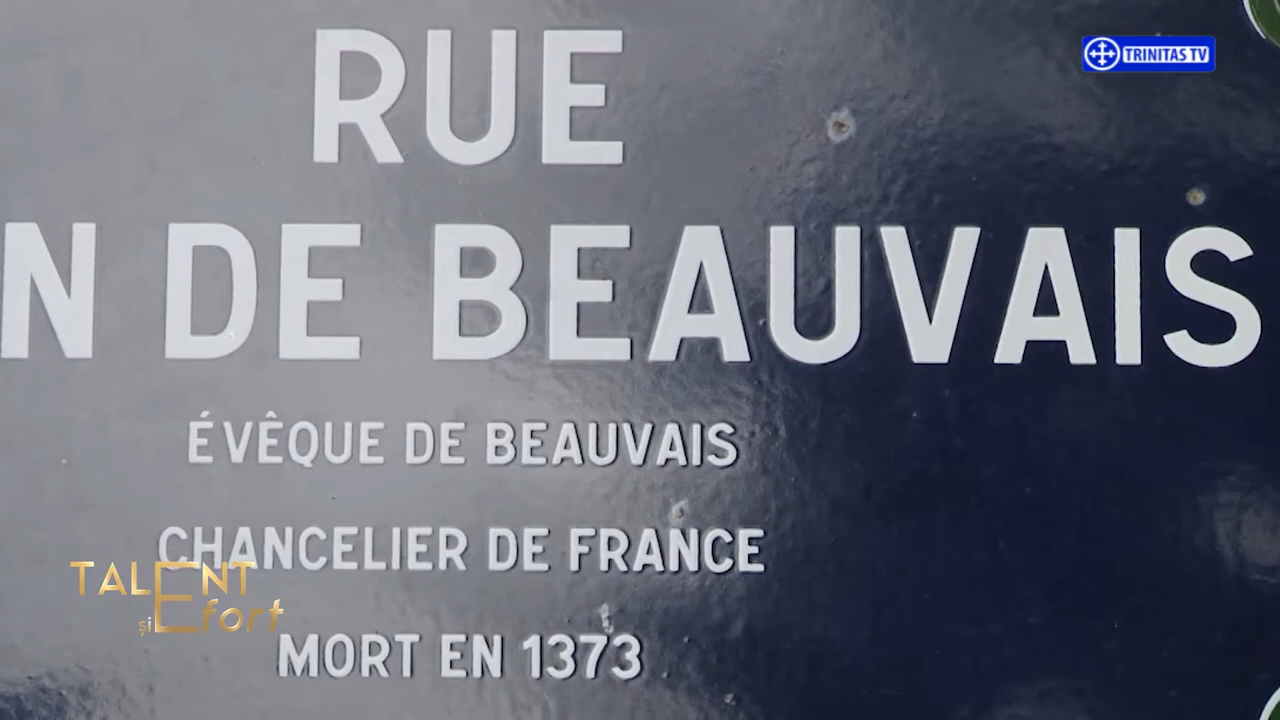 RUE
N DE BEAUVAIS
ÉVÊQUE DE BEAUVAIS
CHANCELIER DE FRANCE
MORT EN 1373
TRINITAS TV
TALENT
și Efort